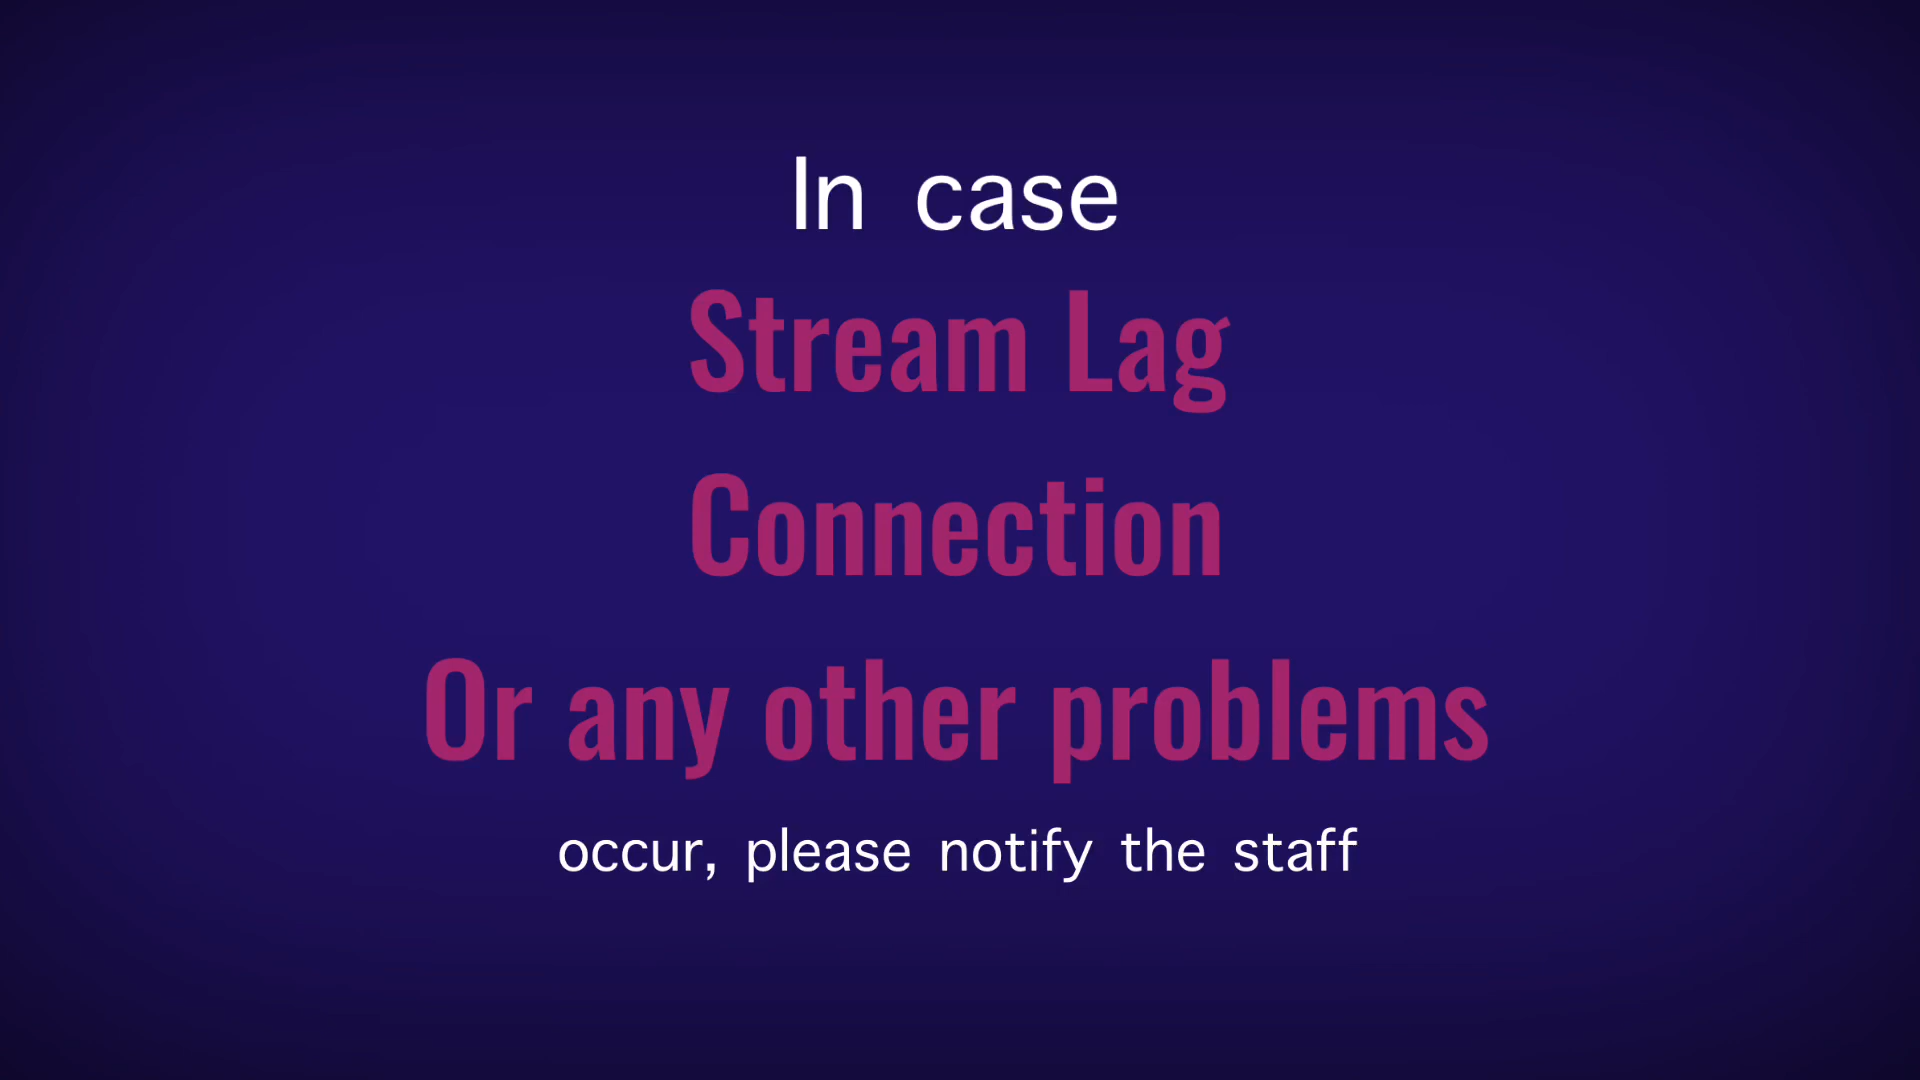 In case
Stream Lag
Connection
Or any other problems
occur, please notify the staff